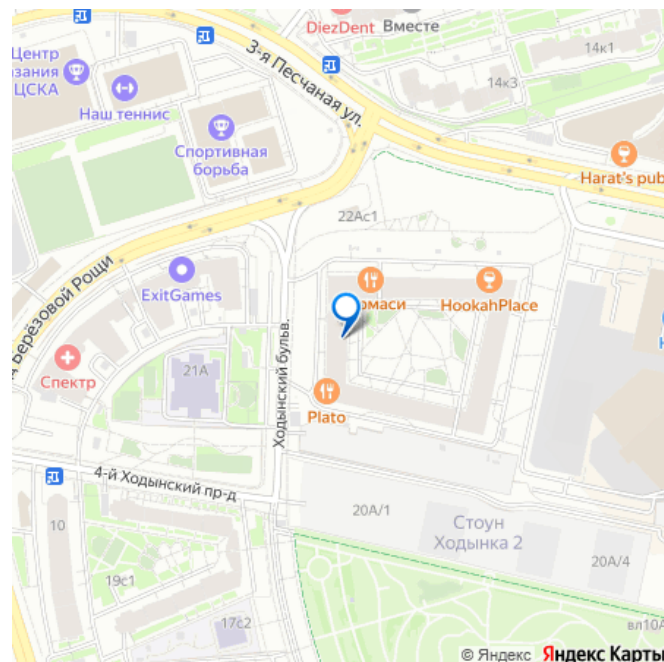 DiezDent
Вместе
14к1
Центр
ЦСКА
14к3
3-я Песчаная ул.
Наш теннис
Спортивная
борьба
Harat's pub
22Ас1
Берёзовой Рощи
ExitGames
HookahPlace
Ходынский бульв.
Спектр
21А
Plato
4-й Ходынский пр-д
20А/1
Стоун
Ходынка 2
10
20А/4
19с1
17с2
вл10А
© Яндекс Яндекс Карты